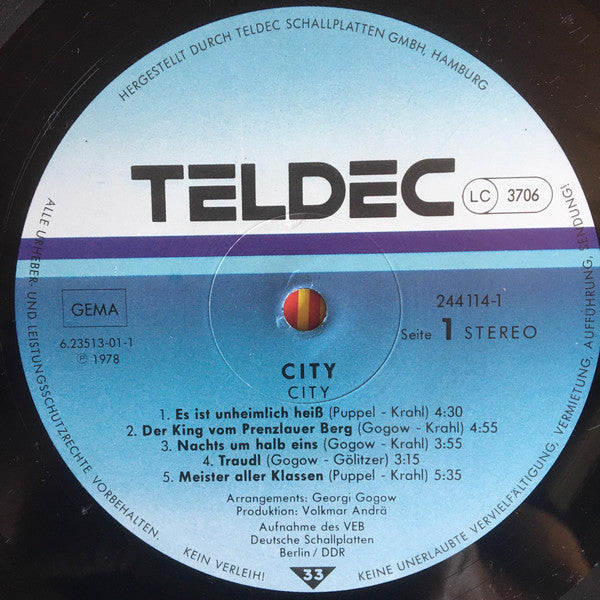 HERGESTELLT DURCH TELDEC SCHALLPLATTEN GMBH, HAMBURG
TELDEC
LC 3706
GEMA
6.23513-01-1
℗ 1978
244 114-1
Seite 1 STEREO
CITY
CITY
1. Es ist unheimlich heiß (Puppel - Krahl) 4:30
2. Der King vom Prenzlauer Berg (Gogow - Krahl) 4:55
3. Nachts um halb eins (Gogow - Krahl) 3:55
4. Traudl (Gogow - Gölitzer) 3:15
5. Meister aller Klassen (Puppel - Krahl) 5:35
Arrangements: Georgi Gogow
Produktion: Volkmar Andrä
Aufnahme des VEB
Deutsche Schallplatten
Berlin / DDR
33
ALLE URHEBER- UND LEISTUNGSSCHUTZRECHTE VORBEHALTEN.
KEIN VERLEIH!
KEINE UNERLAUBTE VERVIELFÄLTIGUNG, VERMIETUNG, AUFFÜHRUNG, SENDUNG!